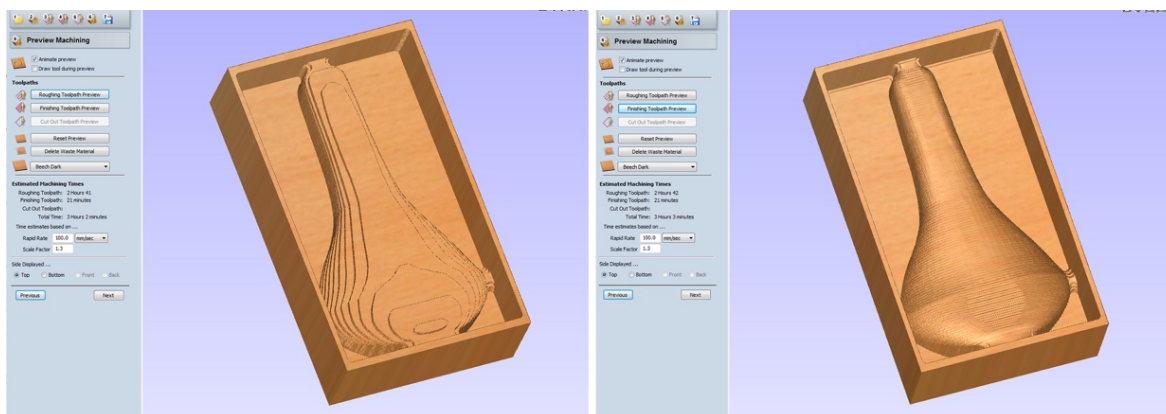 Preview Machining
Animate preview
Draw tool during preview
Toolpaths
Roughing Toolpath Preview
Finishing Toolpath Preview
Cut Out Toolpath Preview
Reset Preview
Delete Waste Material
Beech Dark
Estimated Machining Times
Roughing Toolpath: 2 Hours 41
Finishing Toolpath: 21 minutes
Cut Out Toolpath:
Total Time: 3 Hours 2 minutes
Time estimates based on ...
Rapid Rate 100.0 mm/sec
Scale Factor 1.3
Side Displayed ...
Top Bottom Front Back
Previous Next
Preview Machining
Animate preview
Draw tool during preview
Toolpaths
Roughing Toolpath Preview
Finishing Toolpath Preview
Cut Out Toolpath Preview
Reset Preview
Delete Waste Material
Beech Dark
Estimated Machining Times
Roughing Toolpath: 2 Hours 42
Finishing Toolpath: 21 minutes
Cut Out Toolpath:
Total Time: 3 Hours 3 minutes
Time estimates based on ...
Rapid Rate 100.0 mm/sec
Scale Factor 1.3
Side Displayed ...
Top Bottom Front Back
Previous Next